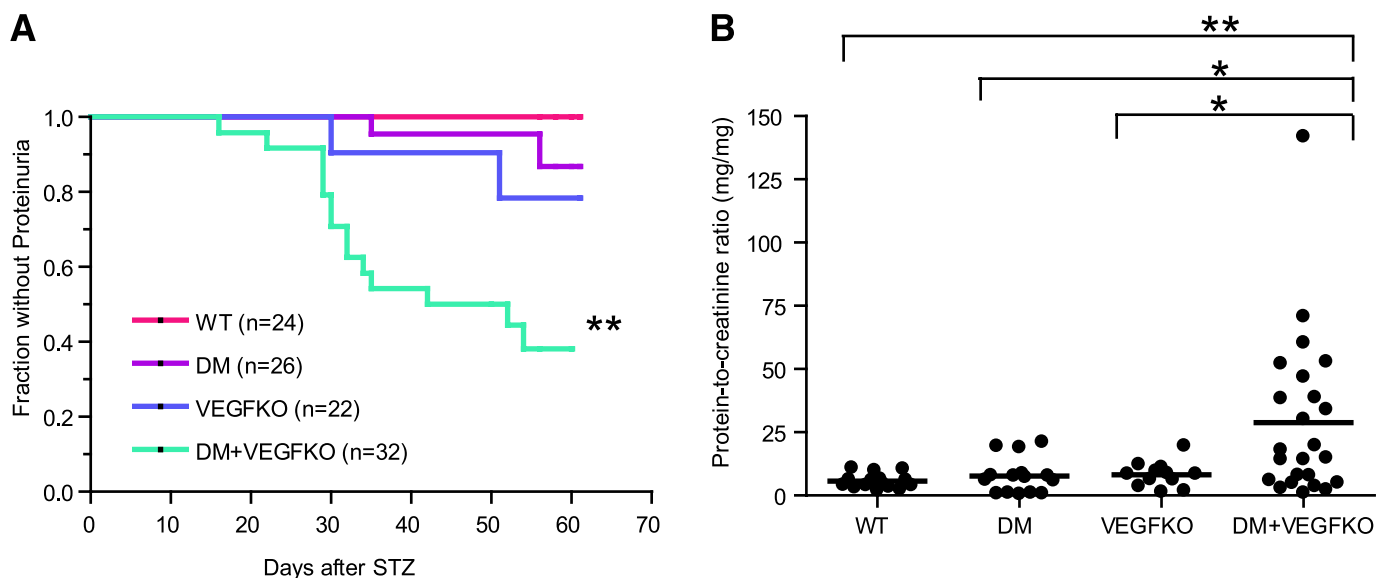 A
Fraction without Proteinuria
1.0
0.8
0.6
0.4
0.2
0.0
WT (n=24)
DM (n=26)
VEGFKO (n=22)
DM+VEGFKO (n=32)
**
0 10 20 30 40 50 60 70
Days after STZ
B
**
*
*
Protein-to-creatinine ratio (mg/mg)
150
125
100
75
50
25
0
WT DM VEGFKO DM+VEGFKO